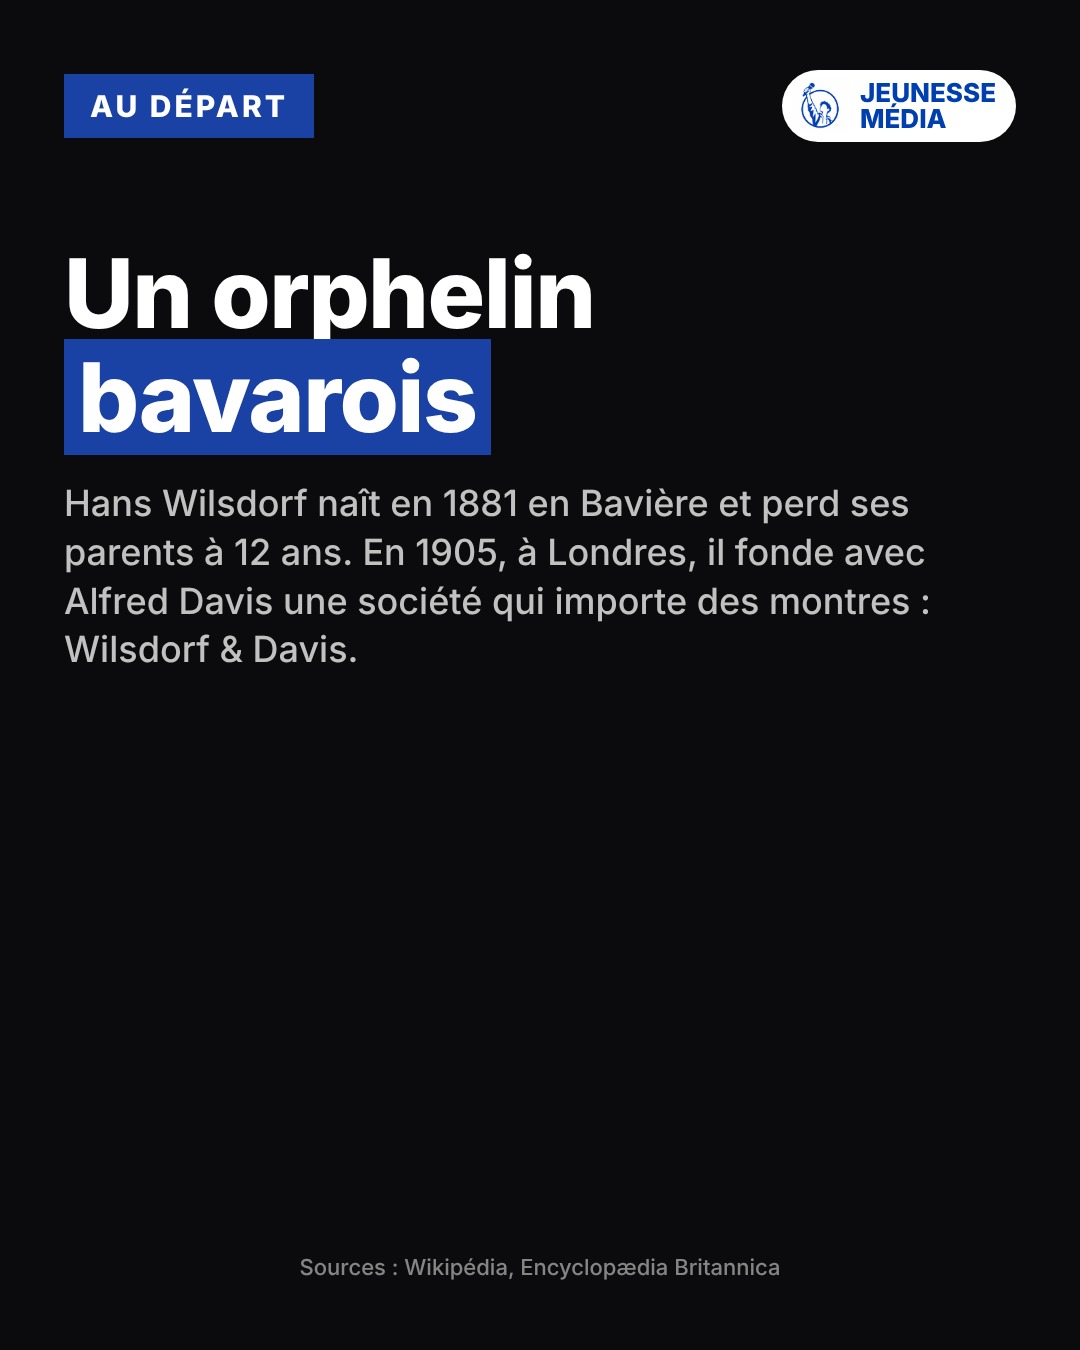 AU DÉPART
JEUNESSE
MÉDIA
Un orphelin
bavarois
Hans Wilsdorf naît en 1881 en Bavière et perd ses
parents à 12 ans. En 1905, à Londres, il fonde avec
Alfred Davis une société qui importe des montres :
Wilsdorf & Davis.
Sources : Wikipédia, Encyclopædia Britannica